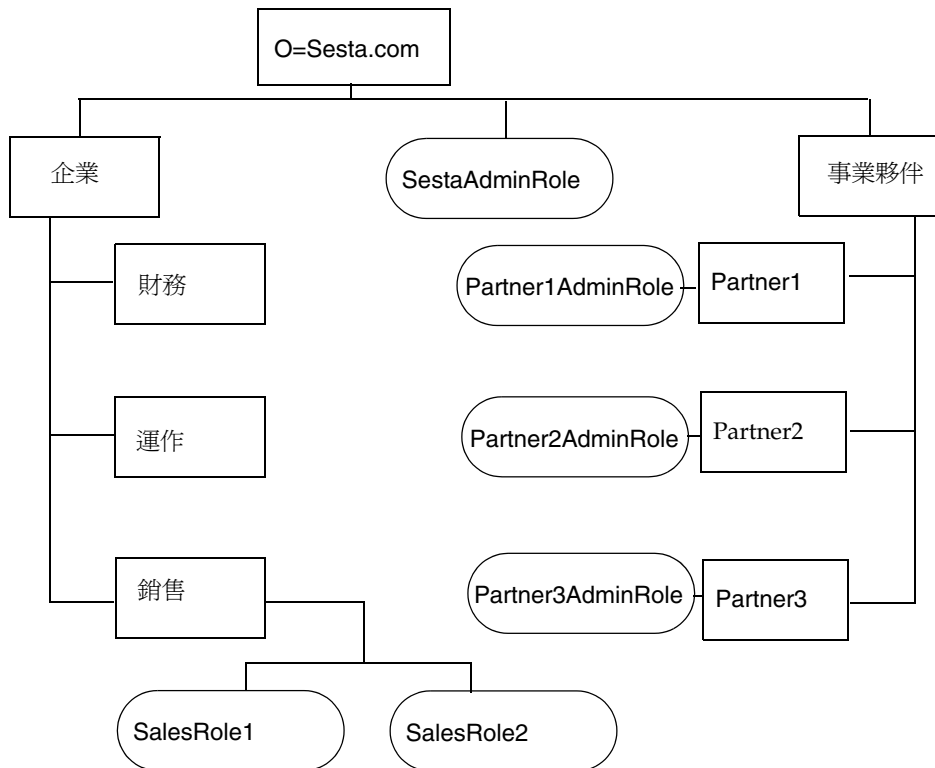 O=Sesta.com
企業
SestaAdminRole
事業夥伴
財務
Partner1AdminRole
Partner1
運作
Partner2AdminRole
Partner2
銷售
Partner3AdminRole
Partner3
SalesRole1
SalesRole2